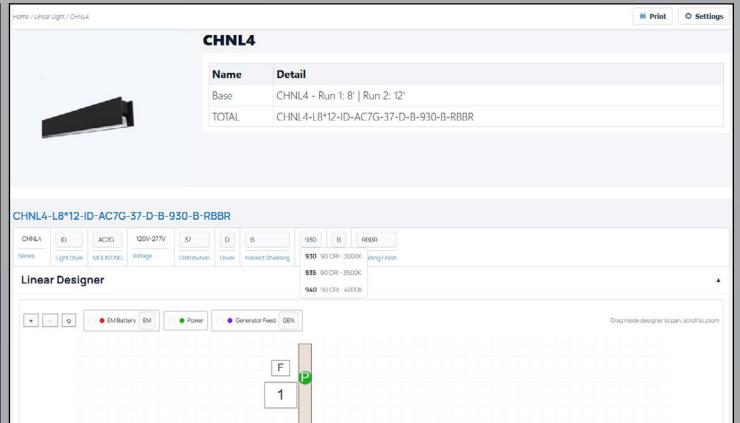 Home / Linear Light / CHNL4
Print
Settings
CHNL4
Name Detail
Base CHNL4 - Run 1: 8' | Run 2: 12'
TOTAL CHNL4-L8*12-ID-AC7G-37-D-B-930-B-RBBR
CHNL4-L8*12-ID-AC7G-37-D-B-930-B-RBBR
CHNL4 ID AC7G 120V-277V 37 D B 930 B RBBR
Series Light Style MOUNTING Voltage Distribution Driver Indirect Shielding
930 90 CRI - 3000K
935 90 CRI - 3500K
940 90 CRI - 4000K
Linear Designer
+ - EM Battery EM Power Generator Feed GEN
Drag inside designer to pan, scroll to zoom
F
P
1